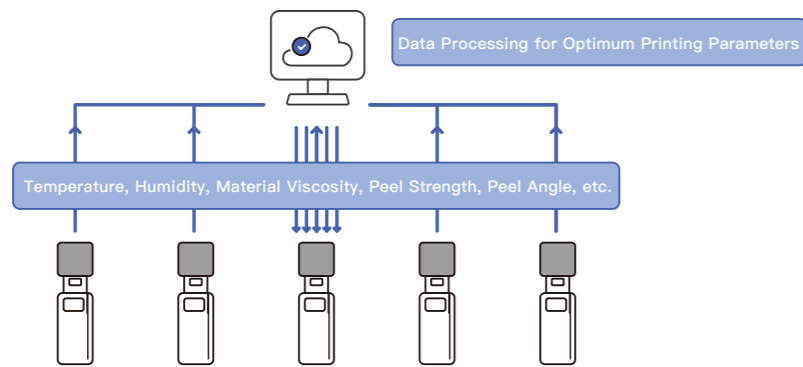 Data Processing for Optimum Printing Parameters
Temperature, Humidity, Material Viscosity, Peel Strength, Peel Angle, etc.